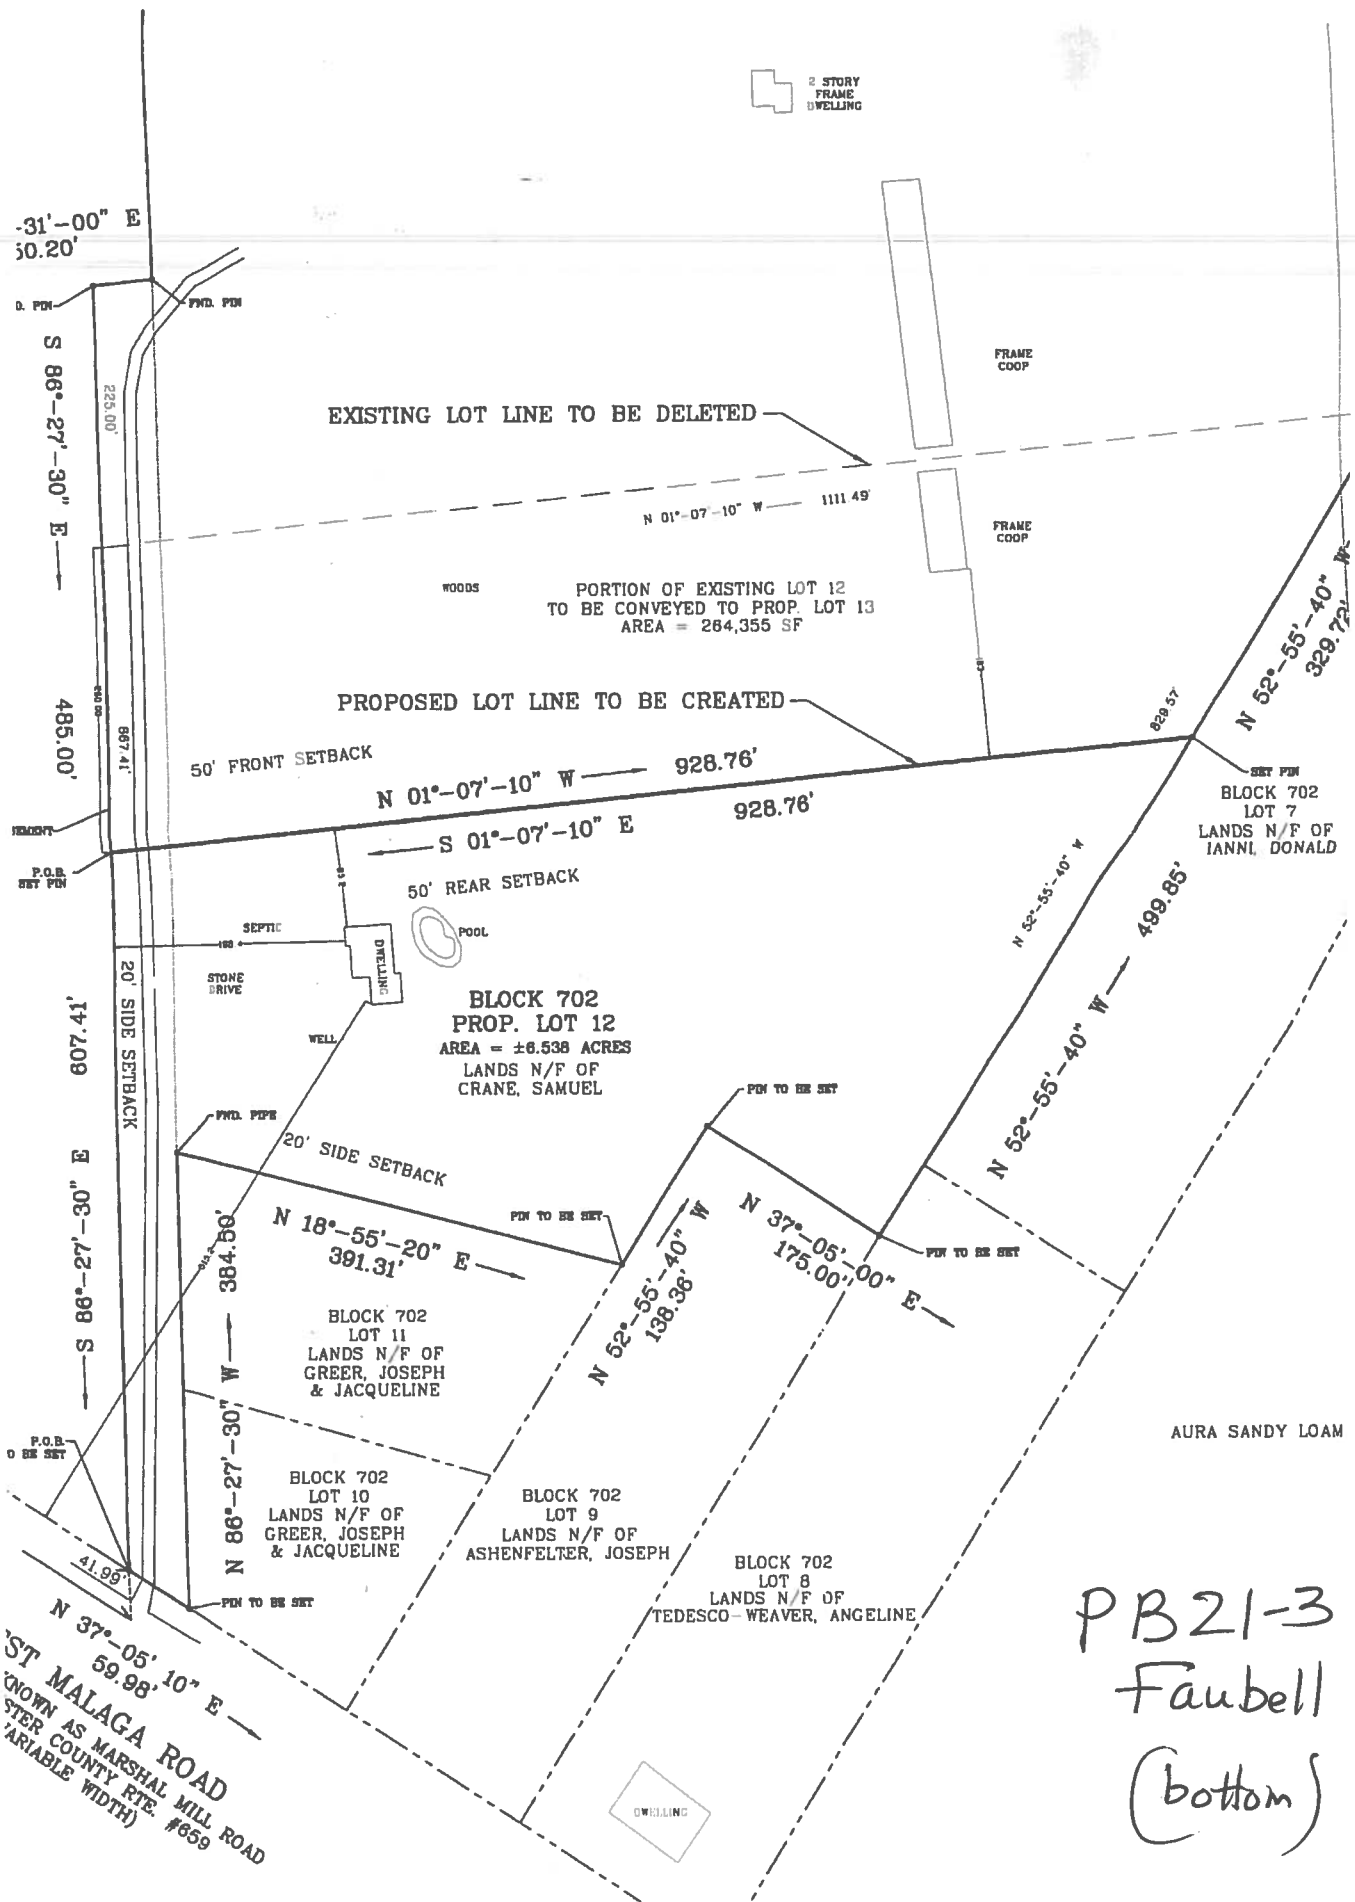 2 STORY
FRAME
DWELLING
-31'-00" E
50.20'
FND. PIN
S 86°-27'-30" E
485.00'
225.00'
FRAME
COOP
EXISTING LOT LINE TO BE DELETED
N 01°-07'-10" W
1111.49'
FRAME
COOP
WOODS
PORTION OF EXISTING LOT 12
TO BE CONVEYED TO PROP. LOT 13
AREA = 264,355 SF
N 52°-55'-40" W
329.72'
PROPOSED LOT LINE TO BE CREATED
829.57'
867.41'
50' FRONT SETBACK
N 01°-07'-10" W
928.76'
S 01°-07'-10" E
928.76'
SET PIN
BLOCK 702
LOT 7
LANDS N/F OF
IANNI, DONALD
P.O.B.
SET PIN
50' REAR SETBACK
N 52°-55'-40" W
499.85'
N 52°-55'-40" W
SEPTIC
POOL
DWELLING
STONE
DRIVE
WELL
BLOCK 702
PROP. LOT 12
AREA = ±6.538 ACRES
LANDS N/F OF
CRANE, SAMUEL
607.41'
S 86°-27'-30" E
20' SIDE SETBACK
FND. PIPE
20' SIDE SETBACK
PIN TO BE SET
N 18°-55'-20" E
391.31'
PIN TO BE SET
N 52°-55'-40" W
138.36'
N 37°-05'-00" E
175.00'
PIN TO BE SET
384.50'
N 86°-27'-30" W
BLOCK 702
LOT 11
LANDS N/F OF
GREER, JOSEPH
& JACQUELINE
AURA SANDY LOAM
P.O.B.
O BE SET
BLOCK 702
LOT 10
LANDS N/F OF
GREER, JOSEPH
& JACQUELINE
BLOCK 702
LOT 9
LANDS N/F OF
ASHENFELTER, JOSEPH
BLOCK 702
LOT 8
LANDS N/F OF
TEDESCO-WEAVER, ANGELINE
41.99'
PIN TO BE SET
N 37°-05' 10" E
59.98'
ST MALAGA ROAD
KNOWN AS MARSHAL MILL ROAD
STER COUNTY RTE. #659
VARIABLE WIDTH)
DWELLING
PB21-3
Faubell
(bottom)